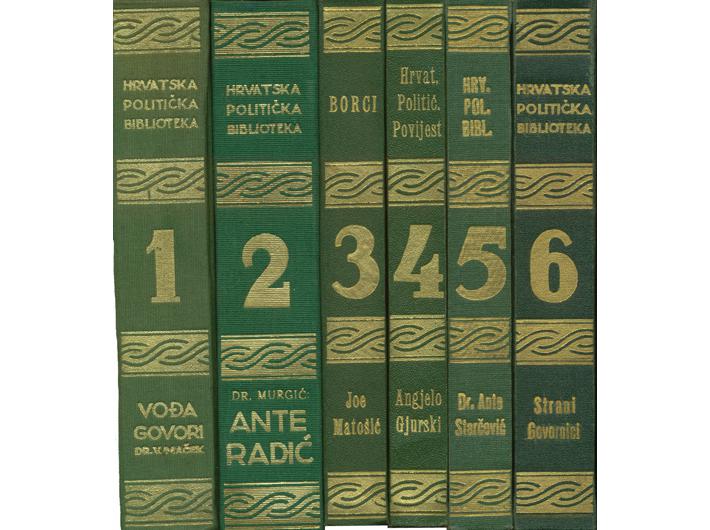 HRVATSKA
POLITIČKA
BIBLIOTEKA
1
VOĐA
GOVORI
DR. V. MAČEK
HRVATSKA
POLITIČKA
BIBLIOTEKA
2
DR. MURGIĆ:
ANTE
RADIĆ
BORCI
3
Joe
Matošić
Hrvat.
Politič.
Povijest
4
Angjelo
Gjurski
HRV.
POL.
BIBL.
5
Dr. Ante
Starčević
HRVATSKA
POLITIČKA
BIBLIOTEKA
6
Strani
Govornici